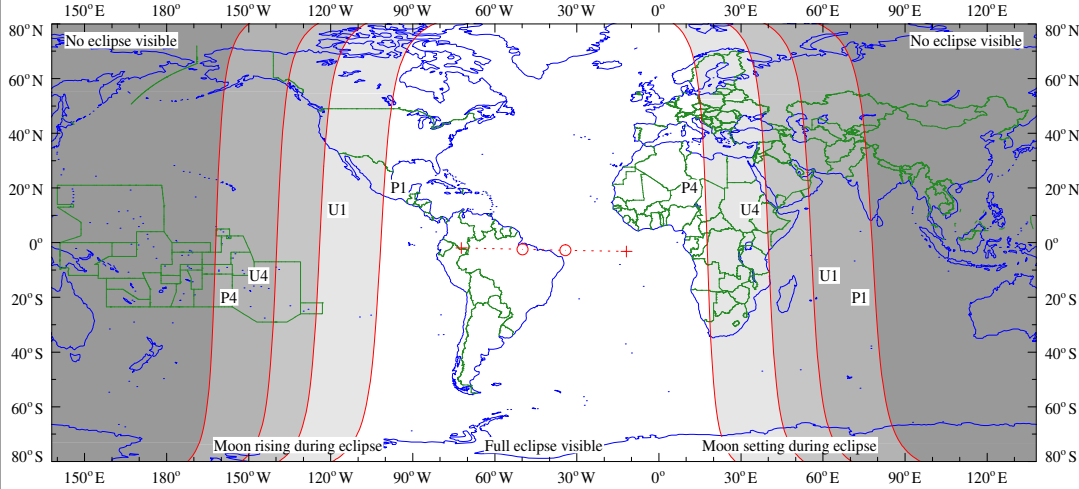 150° E 180° 150° W 120° W 90° W 60° W 30° W 0° 30° E 60° E 90° E 120° E
80° N No eclipse visible No eclipse visible 80° N
60° N 60° N
40° N 40° N
20° N P1 P4 20° N
U1 U4
0° 0°
U4 U1
20° S P4 P1 20° S
40° S 40° S
60° S 60° S
80° S Moon rising during eclipse Full eclipse visible Moon setting during eclipse 80° S
150° E 180° 150° W 120° W 90° W 60° W 30° W 0° 30° E 60° E 90° E 120° E